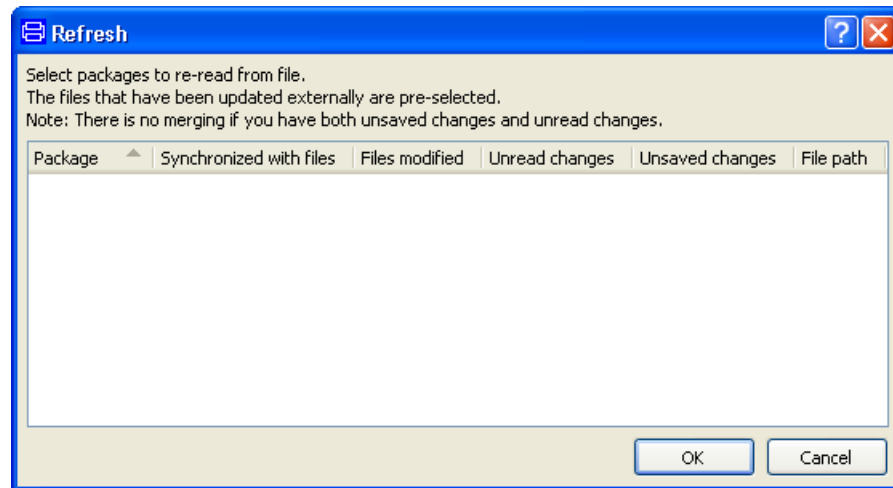 Refresh
Select packages to re-read from file.
The files that have been updated externally are pre-selected.
Note: There is no merging if you have both unsaved changes and unread changes.
Package Synchronized with files Files modified Unread changes Unsaved changes File path
OK Cancel